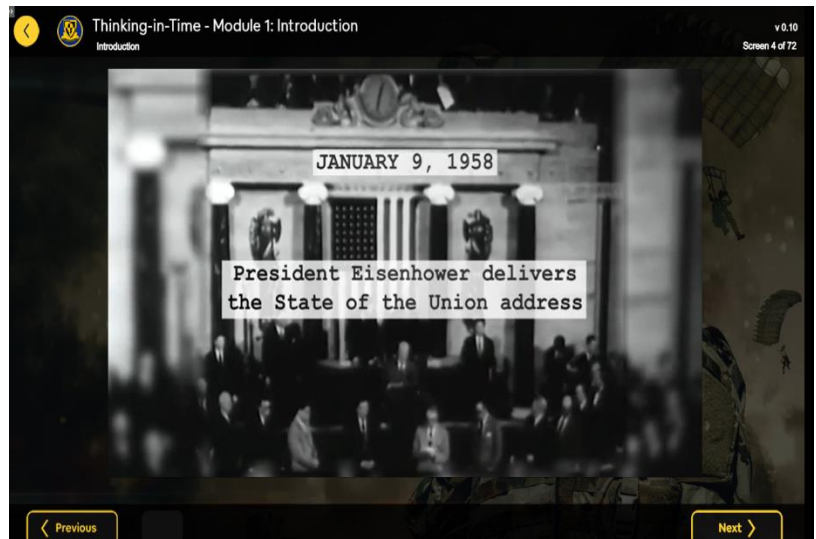 Thinking-in-Time - Module 1: Introduction
v 0.10
Introduction
Screen 4 of 72
JANUARY 9, 1958
President Eisenhower delivers
the State of the Union address
Previous
Next